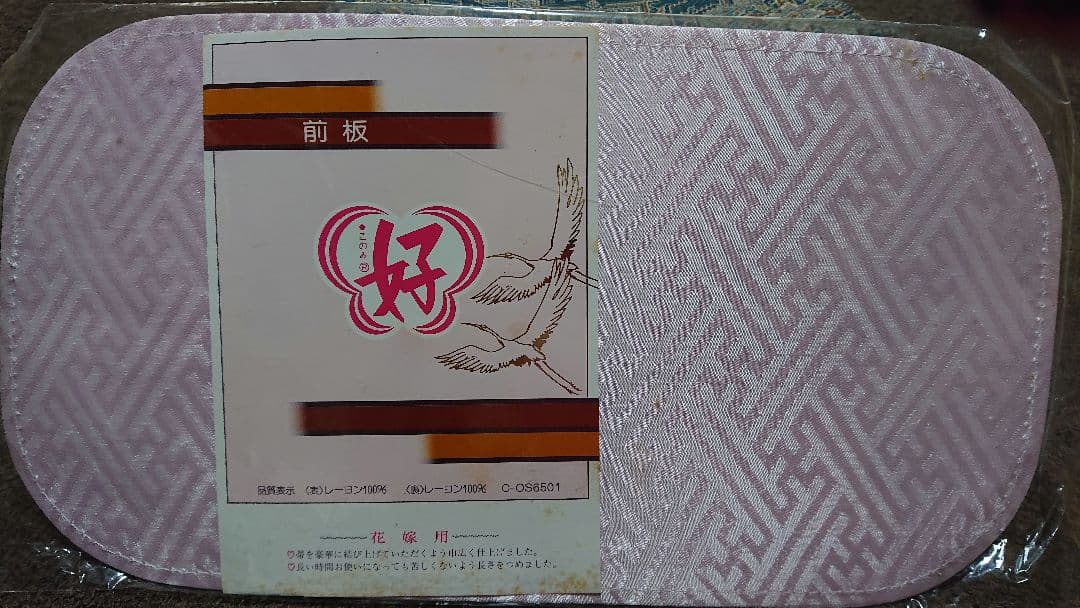 前板
●このみ㊕
好
品質表示 〈表〉レーヨン100% 〈裏〉レーヨン100% C-OS6501
花嫁用
♡帯を豪華に結び上げていただくよう巾広く仕上げました。
♡長い時間お使いになっても苦しくないよう長さをつめました。